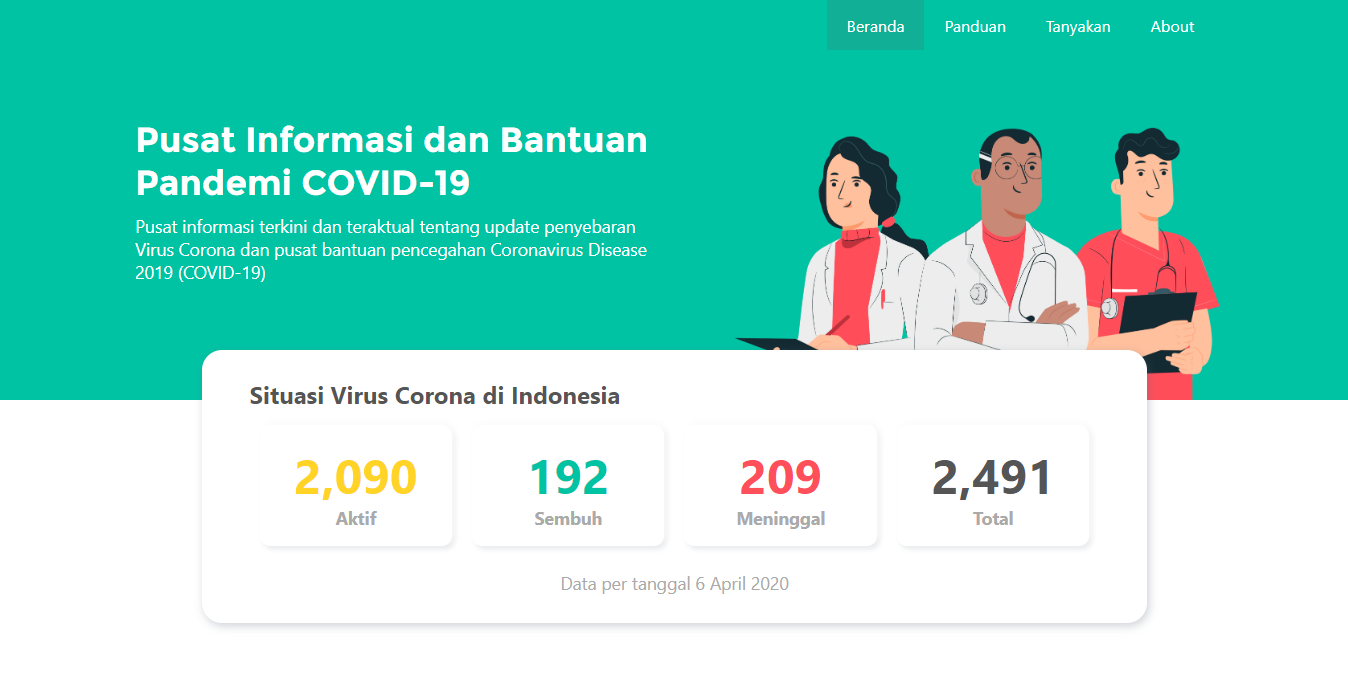 Beranda Panduan Tanyakan About
Pusat Informasi dan Bantuan
Pandemi COVID-19
Pusat informasi terkini dan teraktual tentang update penyebaran
Virus Corona dan pusat bantuan pencegahan Coronavirus Disease
2019 (COVID-19)
Situasi Virus Corona di Indonesia
2,090
Aktif
192
Sembuh
209
Meninggal
2,491
Total
Data per tanggal 6 April 2020